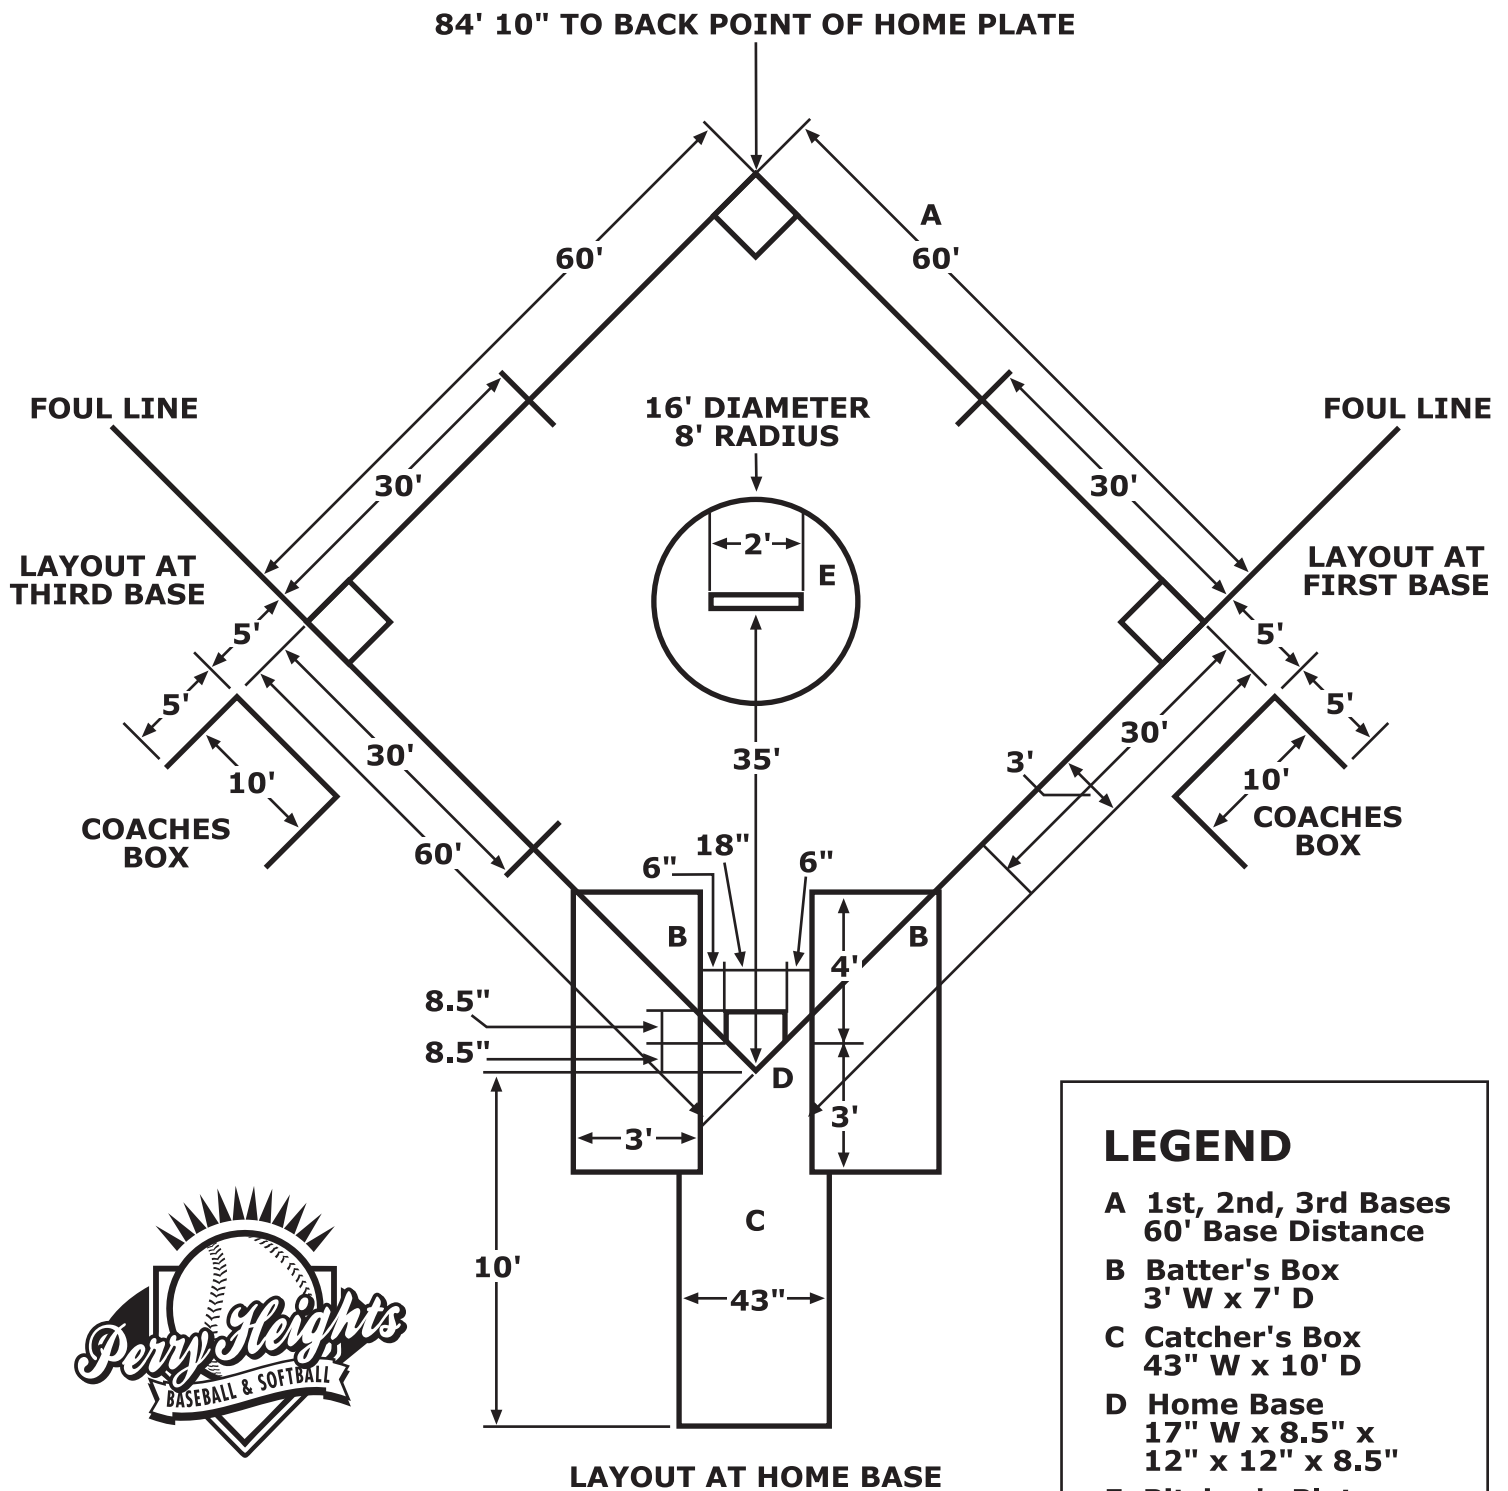 84' 10" TO BACK POINT OF HOME PLATE
A
60'
60'
FOUL LINE
16' DIAMETER
8' RADIUS
FOUL LINE
30'
30'
2'
E
LAYOUT AT
THIRD BASE
LAYOUT AT
FIRST BASE
5'
5'
5'
5'
30'
35'
3'
30'
10'
10'
COACHES
BOX
COACHES
BOX
60'
6"
18"
6"
B
B
4'
8.5"
8.5"
D
3'
3'
C
10'
43"
LEGEND
A 1st, 2nd, 3rd Bases
60' Base Distance
B Batter's Box
3' W x 7' D
C Catcher's Box
43" W x 10' D
D Home Base
17" W x 8.5" x
12" x 12" x 8.5"
Perry Heights
BASEBALL & SOFTBALL
LAYOUT AT HOME BASE